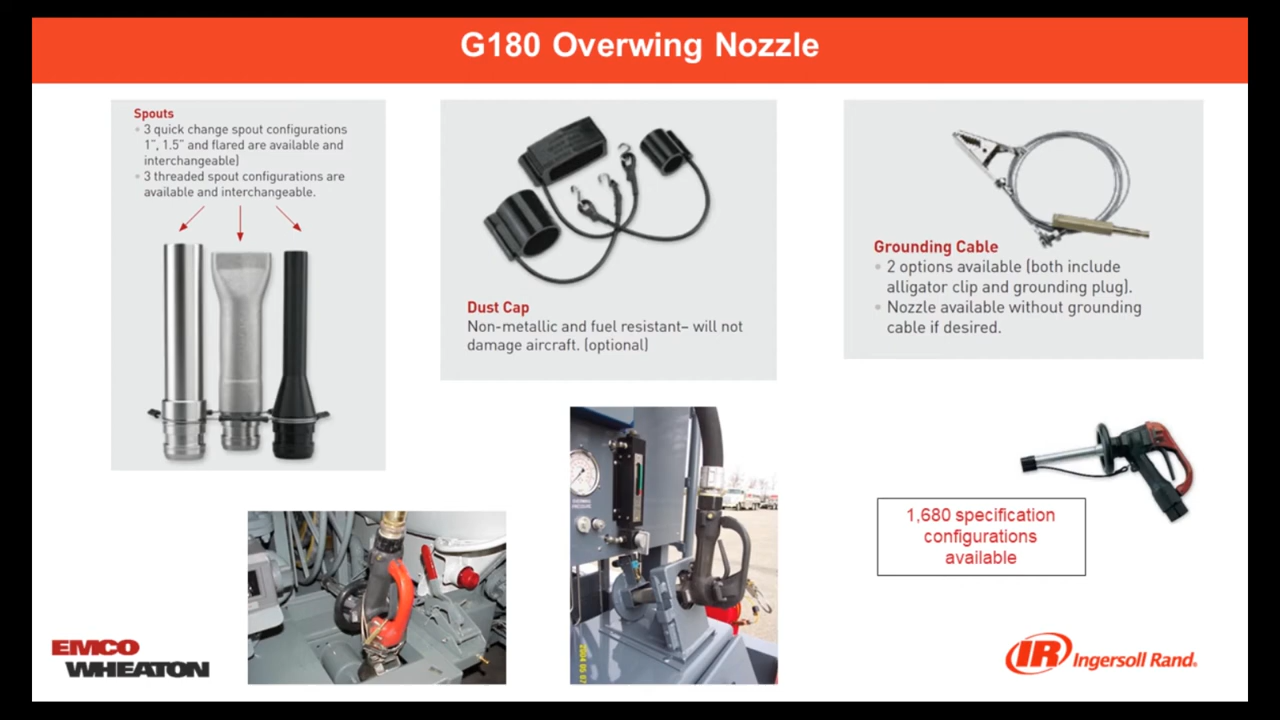 G180 Overwing Nozzle
Spouts
• 3 quick change spout configurations
1", 1.5" and flared are available and
interchangeable)
• 3 threaded spout configurations are
available and interchangeable.
Dust Cap
Non-metallic and fuel resistant– will not
damage aircraft. (optional)
Grounding Cable
• 2 options available (both include
alligator clip and grounding plug).
• Nozzle available without grounding
cable if desired.
1,680 specification
configurations
available
EMCO
WHEATON
IR Ingersoll Rand®